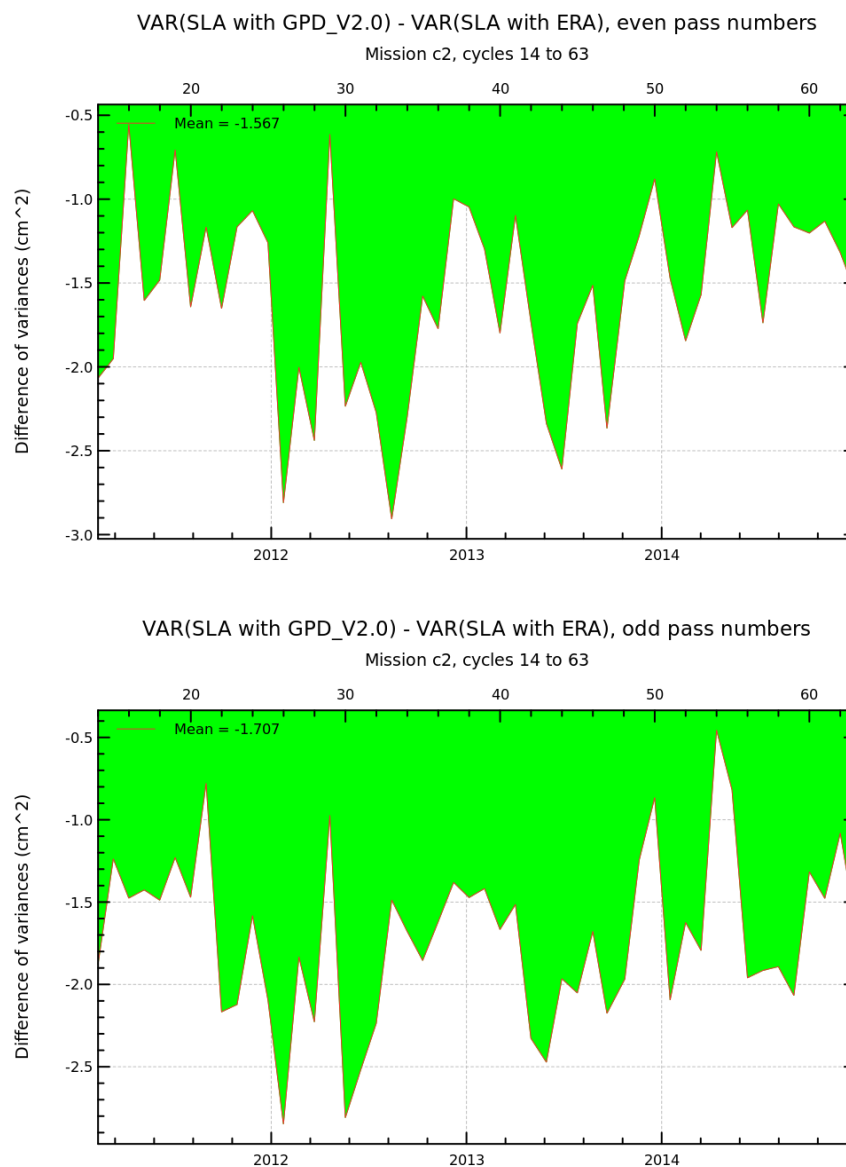 VAR(SLA with GPD_V2.0) - VAR(SLA with ERA), even pass numbers
Mission c2, cycles 14 to 63
20 30 40 50 60
Mean = -1.567
Difference of variances (cm^2)
-0.5
-1.0
-1.5
-2.0
-2.5
-3.0
2012 2013 2014
VAR(SLA with GPD_V2.0) - VAR(SLA with ERA), odd pass numbers
Mission c2, cycles 14 to 63
20 30 40 50 60
Mean = -1.707
Difference of variances (cm^2)
-0.5
-1.0
-1.5
-2.0
-2.5
2012 2013 2014